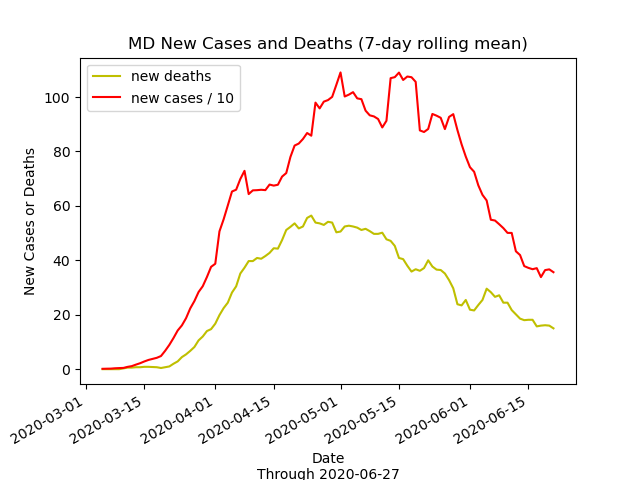 MD New Cases and Deaths (7-day rolling mean)
new deaths
new cases / 10
New Cases or Deaths
100
80
60
40
20
0
2020-03-01
2020-03-15
2020-04-01
2020-04-15
2020-05-01
2020-05-15
2020-06-01
2020-06-15
Date
Through 2020-06-27